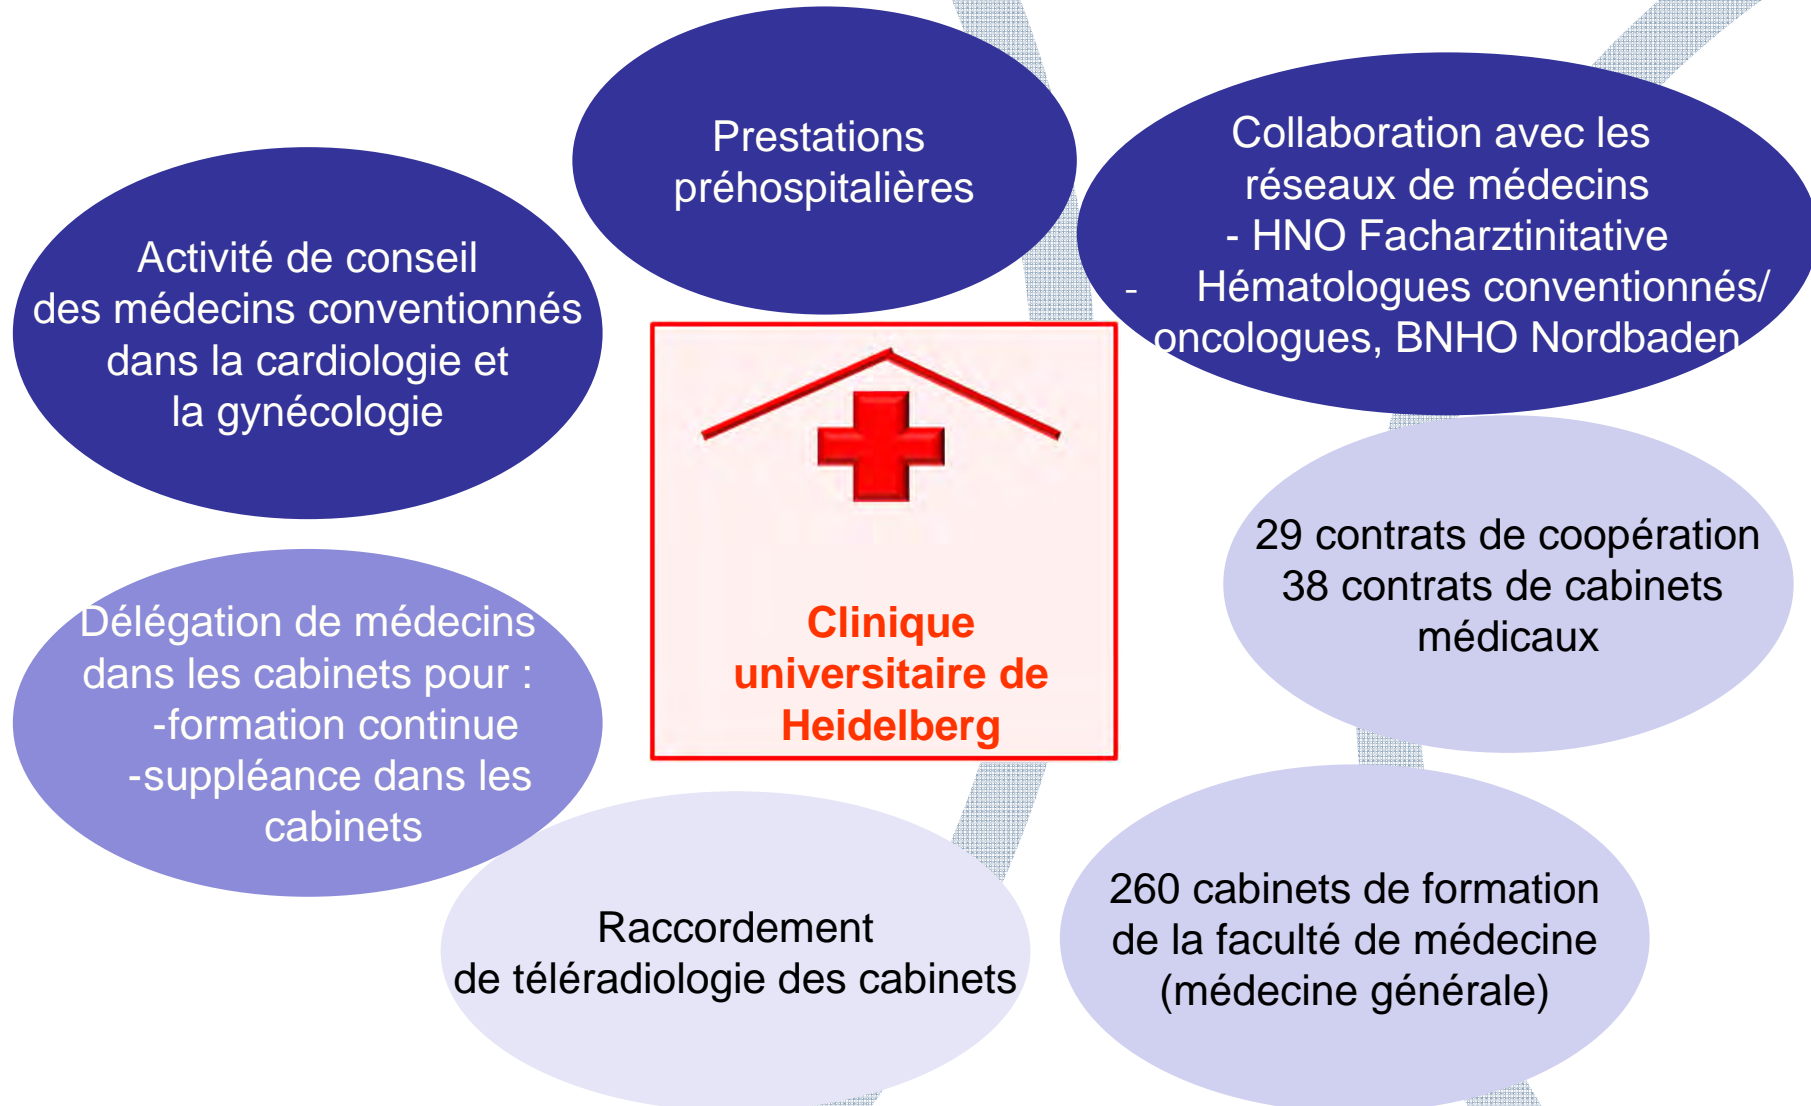 Prestations
préhospitalières
Collaboration avec les
réseaux de médecins
- HNO Facharztinitative
- Hématologues conventionnés/
oncologues, BNHO Nordbaden
Activité de conseil
des médecins conventionnés
dans la cardiologie et
la gynécologie
Clinique
universitaire de
Heidelberg
29 contrats de coopération
38 contrats de cabinets
médicaux
Délégation de médecins
dans les cabinets pour :
-formation continue
-suppléance dans les
cabinets
Raccordement
de téléradiologie des cabinets
260 cabinets de formation
de la faculté de médecine
(médecine générale)